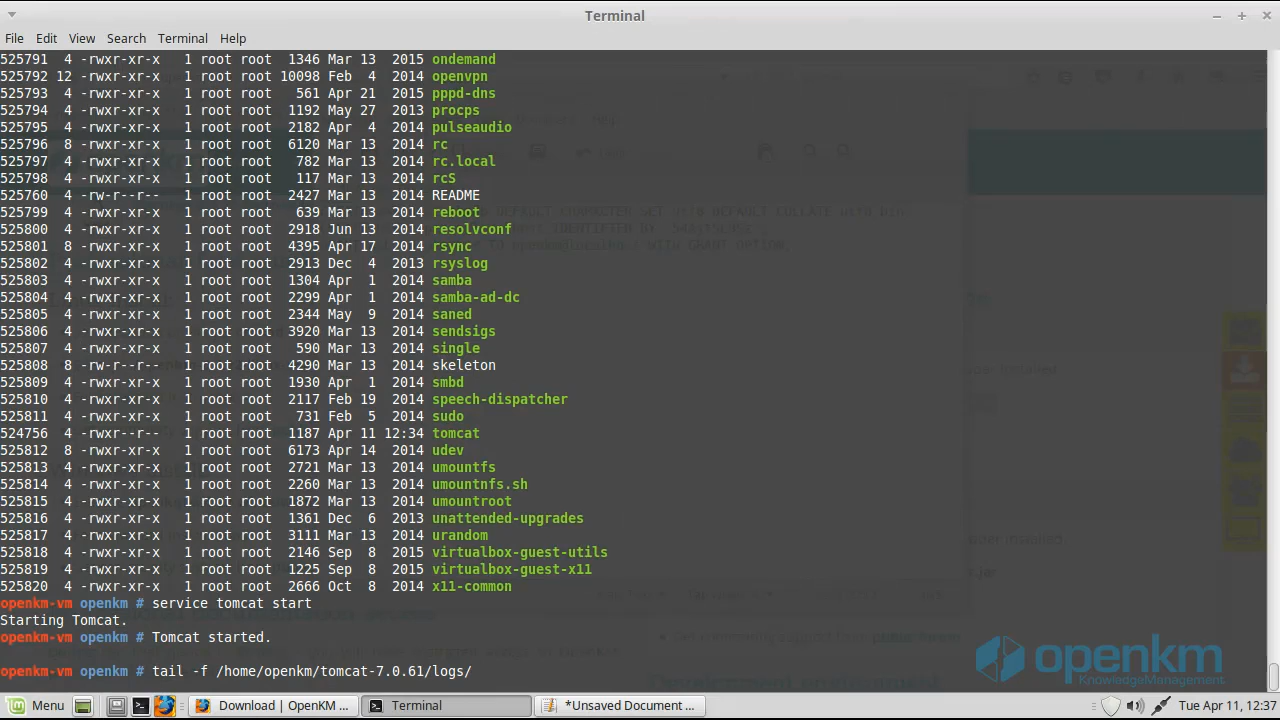 Terminal
File Edit View Search Terminal Help
525791 4 -rwxr-xr-x 1 root root 1346 Mar 13 2015 ondemand
525792 12 -rwxr-xr-x 1 root root 10098 Feb 4 2014 openvpn
525793 4 -rwxr-xr-x 1 root root 561 Apr 21 2015 pppd-dns
525794 4 -rwxr-xr-x 1 root root 1192 May 27 2013 procps
525795 4 -rwxr-xr-x 1 root root 2182 Apr 4 2014 pulseaudio
525796 8 -rwxr-xr-x 1 root root 6120 Mar 13 2014 rc
525797 4 -rwxr-xr-x 1 root root 782 Mar 13 2014 rc.local
525798 4 -rwxr-xr-x 1 root root 117 Mar 13 2014 rcS
525760 4 -rw-r--r-- 1 root root 2427 Mar 13 2014 README
525799 4 -rwxr-xr-x 1 root root 639 Mar 13 2014 reboot
525800 4 -rwxr-xr-x 1 root root 2918 Jun 13 2014 resolvconf
525801 8 -rwxr-xr-x 1 root root 4395 Apr 17 2014 rsync
525802 4 -rwxr-xr-x 1 root root 2913 Dec 4 2013 rsyslog
525803 4 -rwxr-xr-x 1 root root 1304 Apr 1 2014 samba
525804 4 -rwxr-xr-x 1 root root 2299 Apr 1 2014 samba-ad-dc
525805 4 -rwxr-xr-x 1 root root 2344 May 9 2014 saned
525806 4 -rwxr-xr-x 1 root root 3920 Mar 13 2014 sendsigs
525807 4 -rwxr-xr-x 1 root root 590 Mar 13 2014 single
525808 8 -rw-r--r-- 1 root root 4290 Mar 13 2014 skeleton
525809 4 -rwxr-xr-x 1 root root 1930 Apr 1 2014 smbd
525810 4 -rwxr-xr-x 1 root root 2117 Feb 19 2014 speech-dispatcher
525811 4 -rwxr-xr-x 1 root root 731 Feb 5 2014 sudo
524756 4 -rwxr--r-- 1 root root 1187 Apr 11 12:34 tomcat
525812 8 -rwxr-xr-x 1 root root 6173 Apr 14 2014 udev
525813 4 -rwxr-xr-x 1 root root 2721 Mar 13 2014 umountfs
525814 4 -rwxr-xr-x 1 root root 2260 Mar 13 2014 umountnfs.sh
525815 4 -rwxr-xr-x 1 root root 1872 Mar 13 2014 umountroot
525816 4 -rwxr-xr-x 1 root root 1361 Dec 6 2013 unattended-upgrades
525817 4 -rwxr-xr-x 1 root root 3111 Mar 13 2014 urandom
525818 4 -rwxr-xr-x 1 root root 2146 Sep 8 2015 virtualbox-guest-utils
525819 4 -rwxr-xr-x 1 root root 1225 Sep 8 2015 virtualbox-guest-x11
525820 4 -rwxr-xr-x 1 root root 2666 Oct 8 2014 x11-common
openkm-vm openkm # service tomcat start
Starting Tomcat.
openkm-vm openkm # Tomcat started.
openkm-vm openkm # tail -f /home/openkm/tomcat-7.0.61/logs/
openkm
KnowledgeManagement.
Menu Download | OpenKM ... Terminal *Unsaved Document ... Tue Apr 11, 12:37